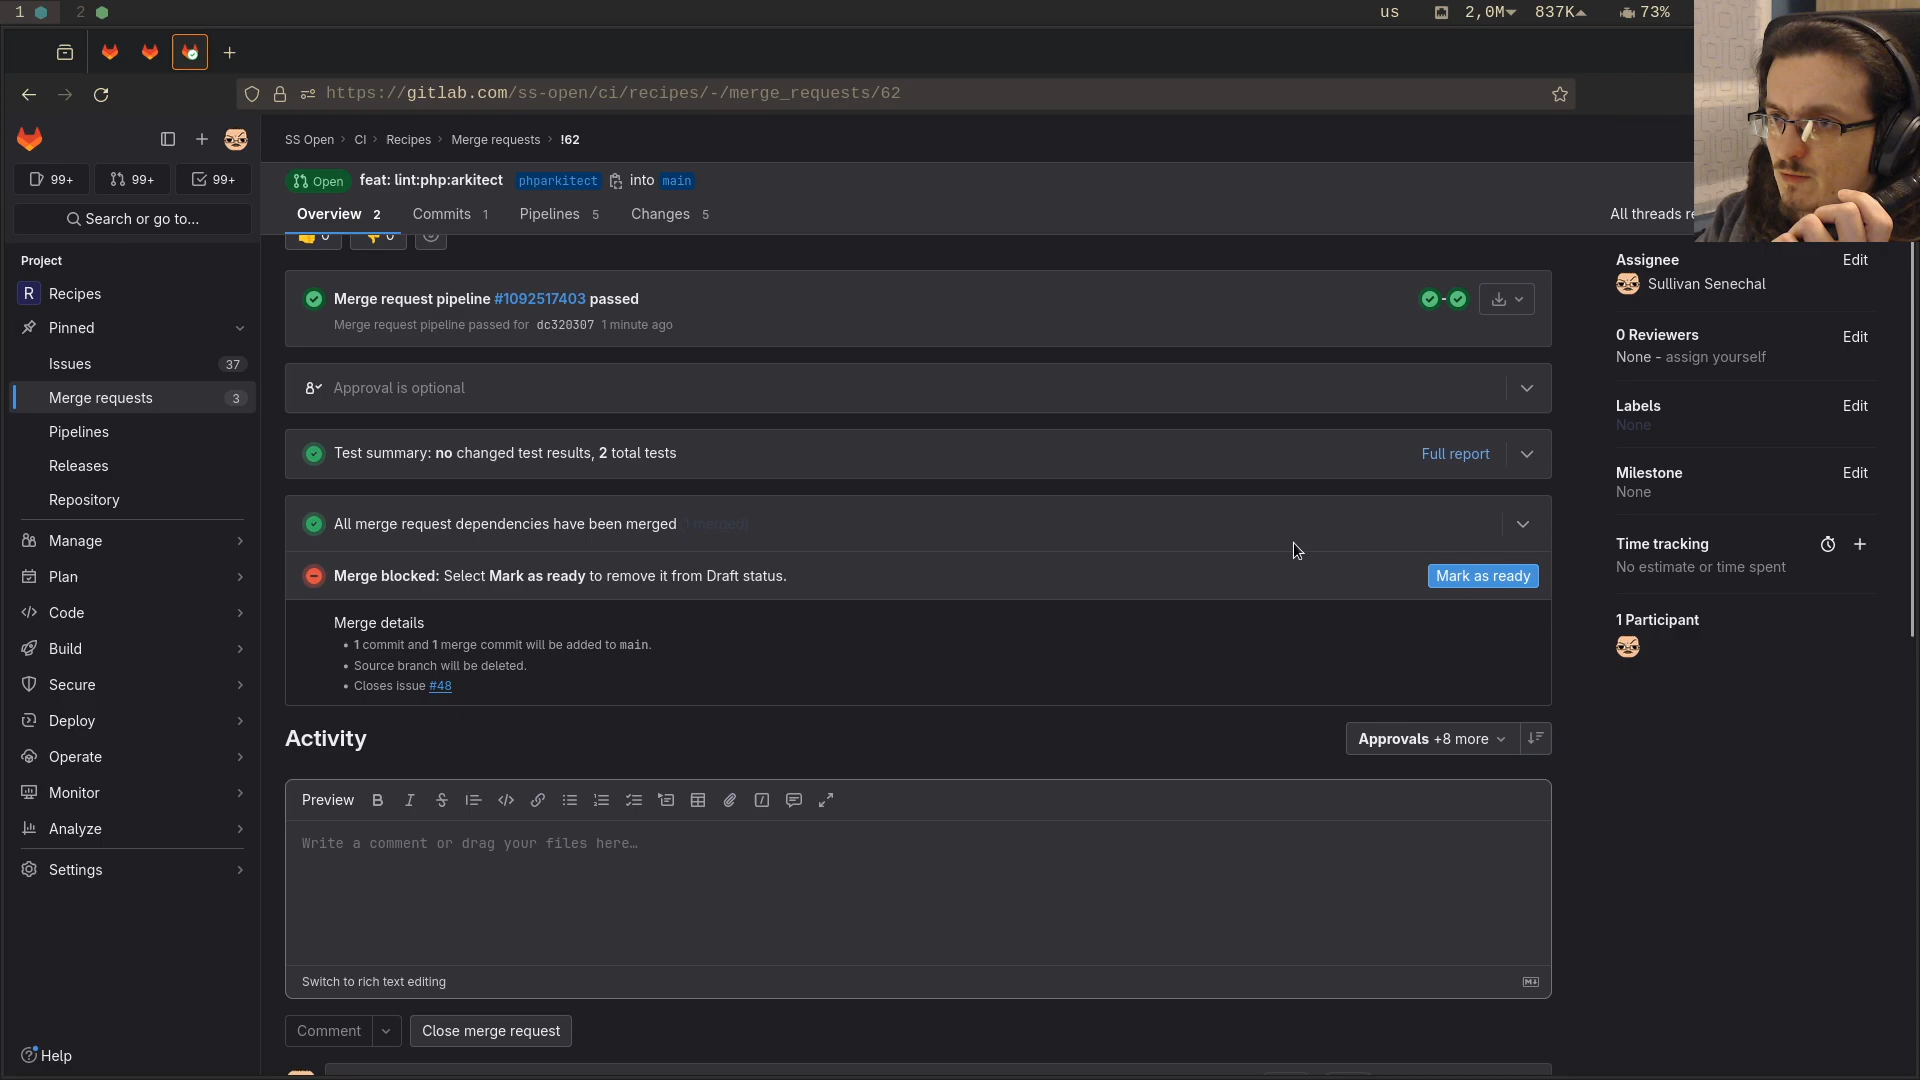 1 2 us 2,0M 837K 73%
https://gitlab.com/ss-open/ci/recipes/-/merge_requests/62
SS Open › CI › Recipes › Merge requests › !62
99+ 99+ 99+
Open feat: lint:php:arkitect phparkitect into main
Search or go to...
Overview 2 Commits 1 Pipelines 5 Changes 5
All threads re
0 0
Project
R Recipes
Pinned
Issues 37
Merge requests 3
Pipelines
Releases
Repository
Manage
Plan
Code
Build
Secure
Deploy
Operate
Monitor
Analyze
Settings
Help
Merge request pipeline #1092517403 passed
Merge request pipeline passed for dc320307 1 minute ago
Approval is optional
Test summary: no changed test results, 2 total tests
Full report
All merge request dependencies have been merged (1 merged)
Merge blocked: Select Mark as ready to remove it from Draft status.
Mark as ready
Merge details
• 1 commit and 1 merge commit will be added to main.
• Source branch will be deleted.
• Closes issue #48
Activity
Approvals +8 more
Preview
Write a comment or drag your files here…
Switch to rich text editing
Comment
Close merge request
Assignee Edit
Sullivan Senechal
0 Reviewers Edit
None - assign yourself
Labels Edit
None
Milestone Edit
None
Time tracking
No estimate or time spent
1 Participant